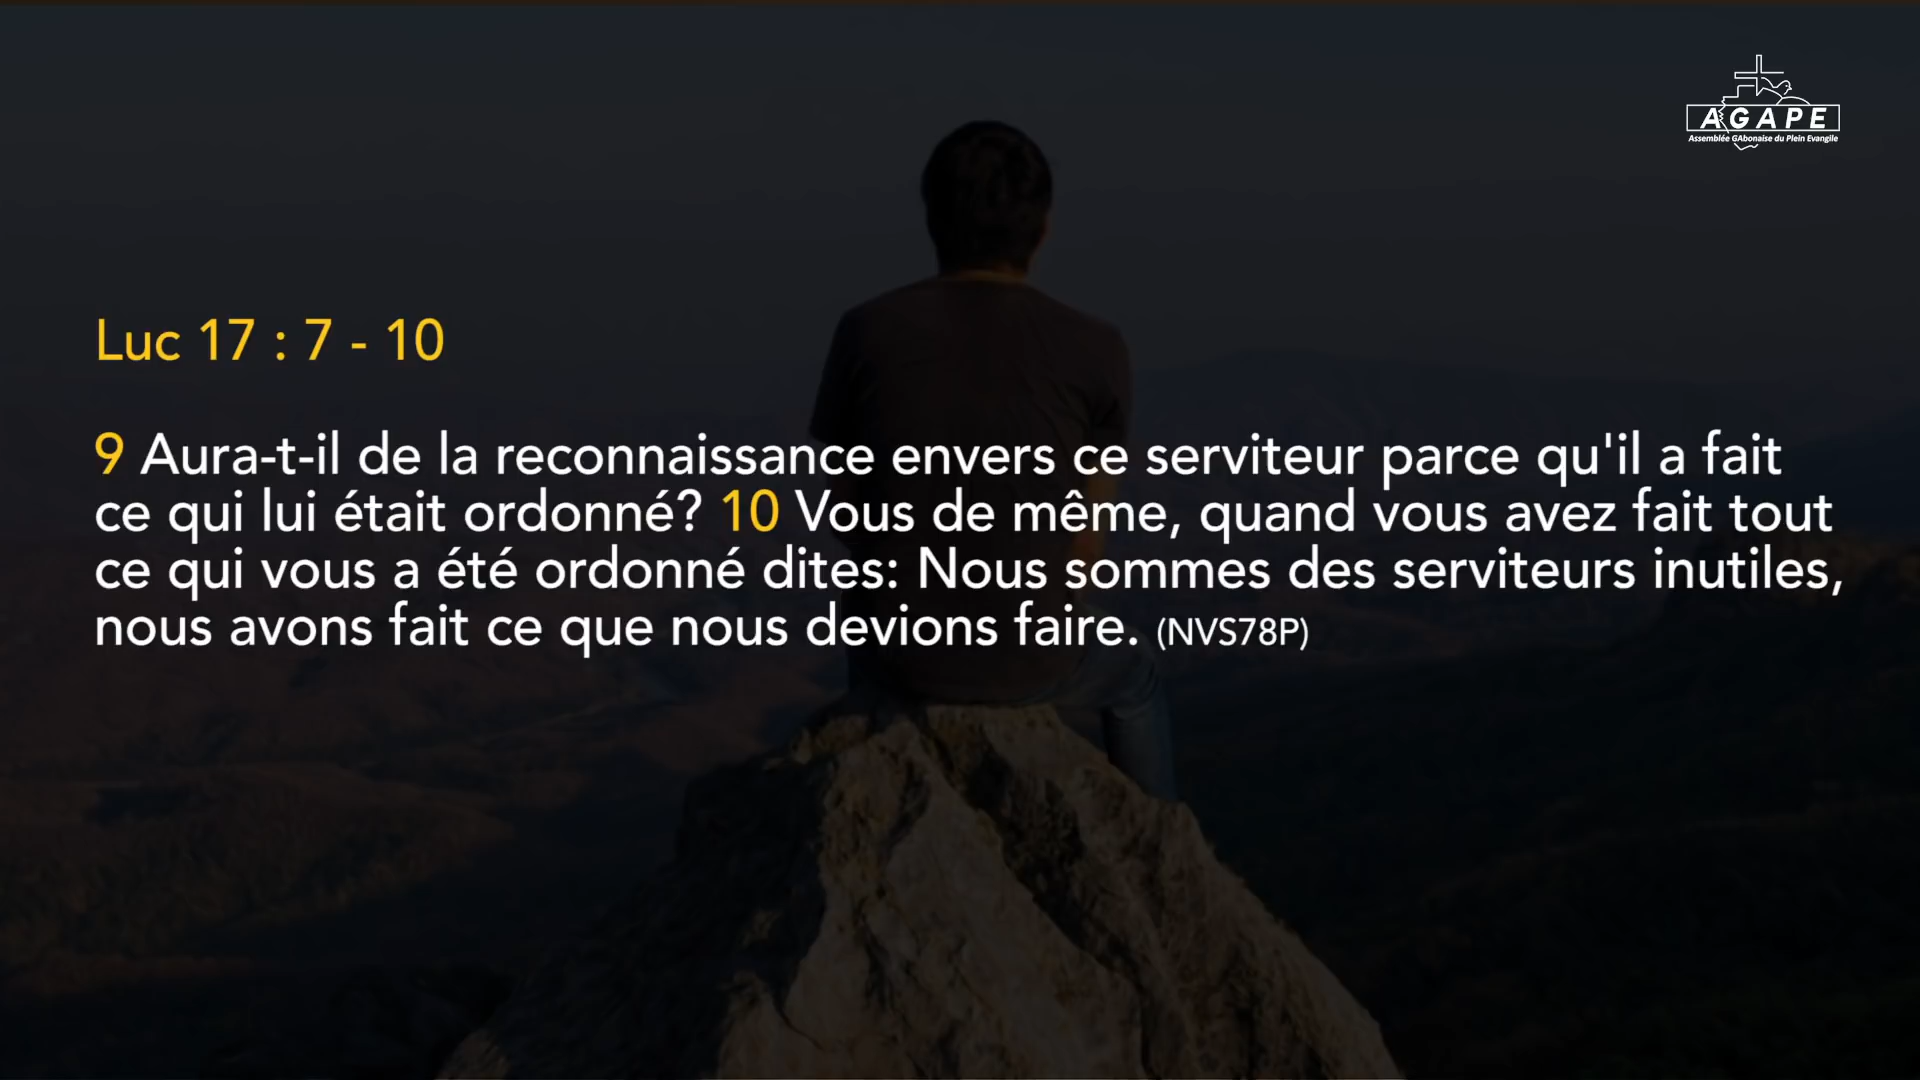 AGAPE
Assemblée GAbonaise du Plein Evangile
Luc 17 : 7 - 10
9 Aura-t-il de la reconnaissance envers ce serviteur parce qu'il a fait
ce qui lui était ordonné? 10 Vous de même, quand vous avez fait tout
ce qui vous a été ordonné dites: Nous sommes des serviteurs inutiles,
nous avons fait ce que nous devions faire. (NVS78P)